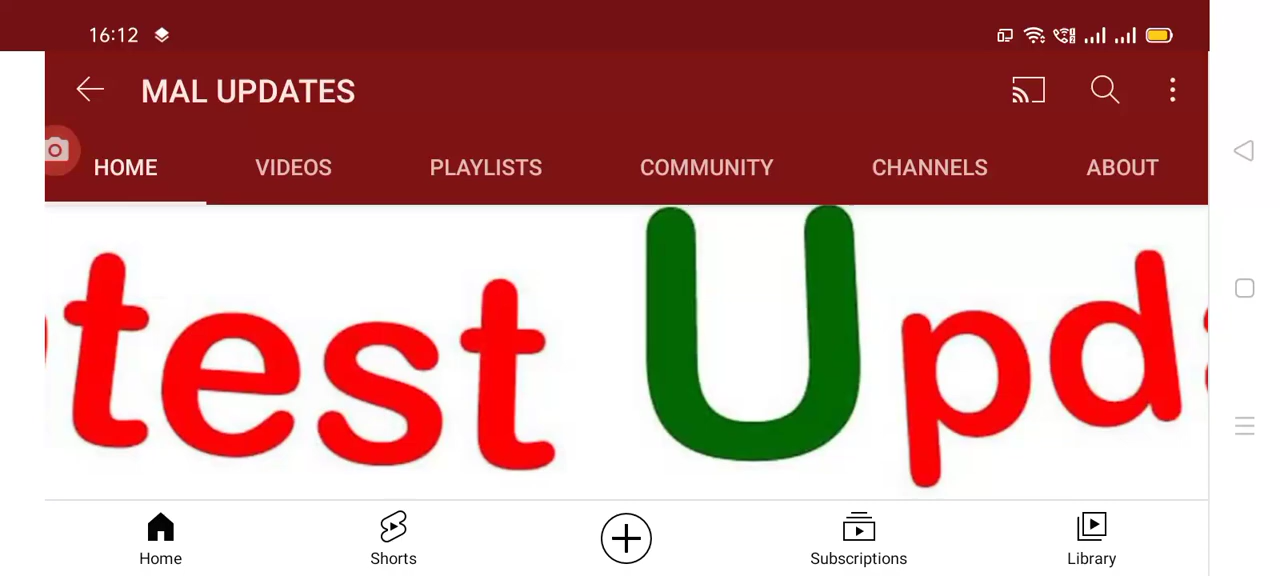 16:12
MAL UPDATES
HOME VIDEOS PLAYLISTS COMMUNITY CHANNELS ABOUT
test Upd
Home Shorts Subscriptions Library